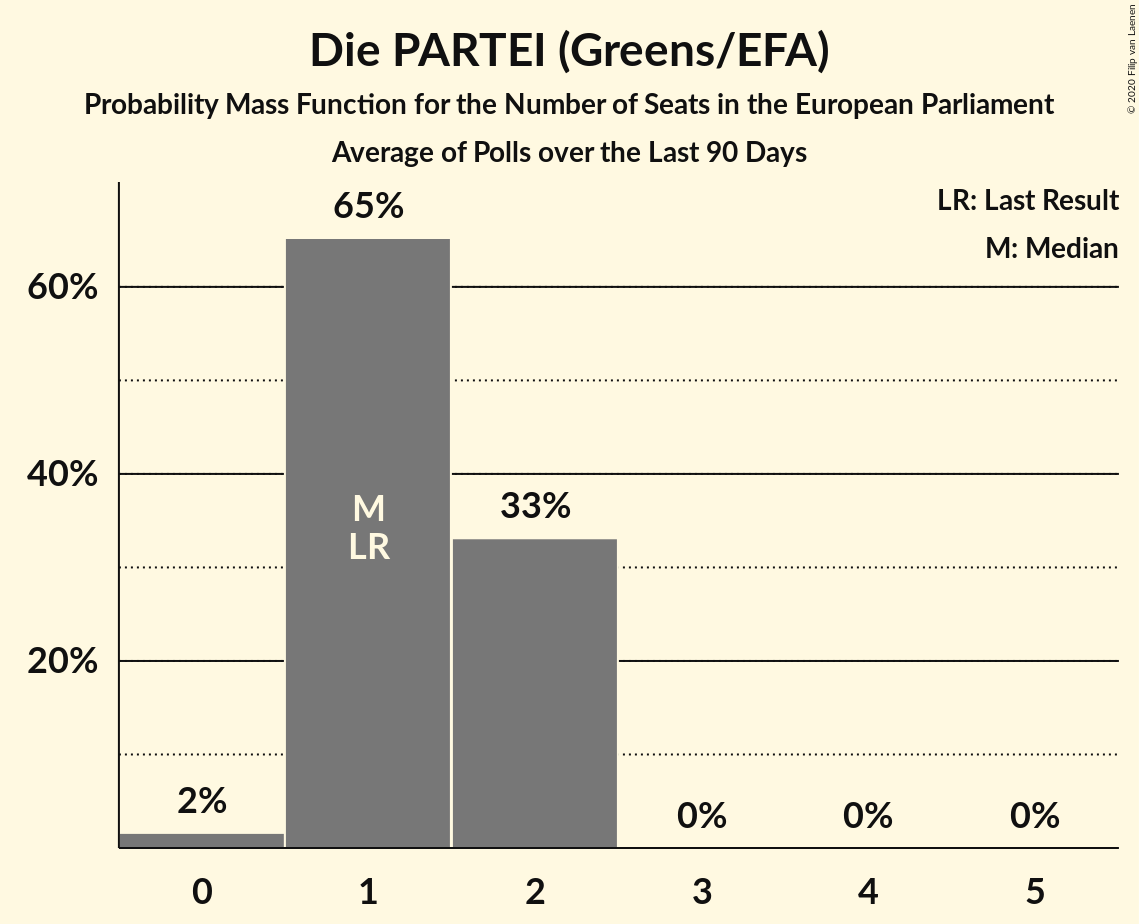 Die PARTEI (Greens/EFA)
Probability Mass Function for the Number of Seats in the European Parliament
Average of Polls over the Last 90 Days
© 2020 Filip van Laenen
LR: Last Result
M: Median
65%
60%
40%
33%
M
LR
20%
2%
0%
0%
0%
0
1
2
3
4
5